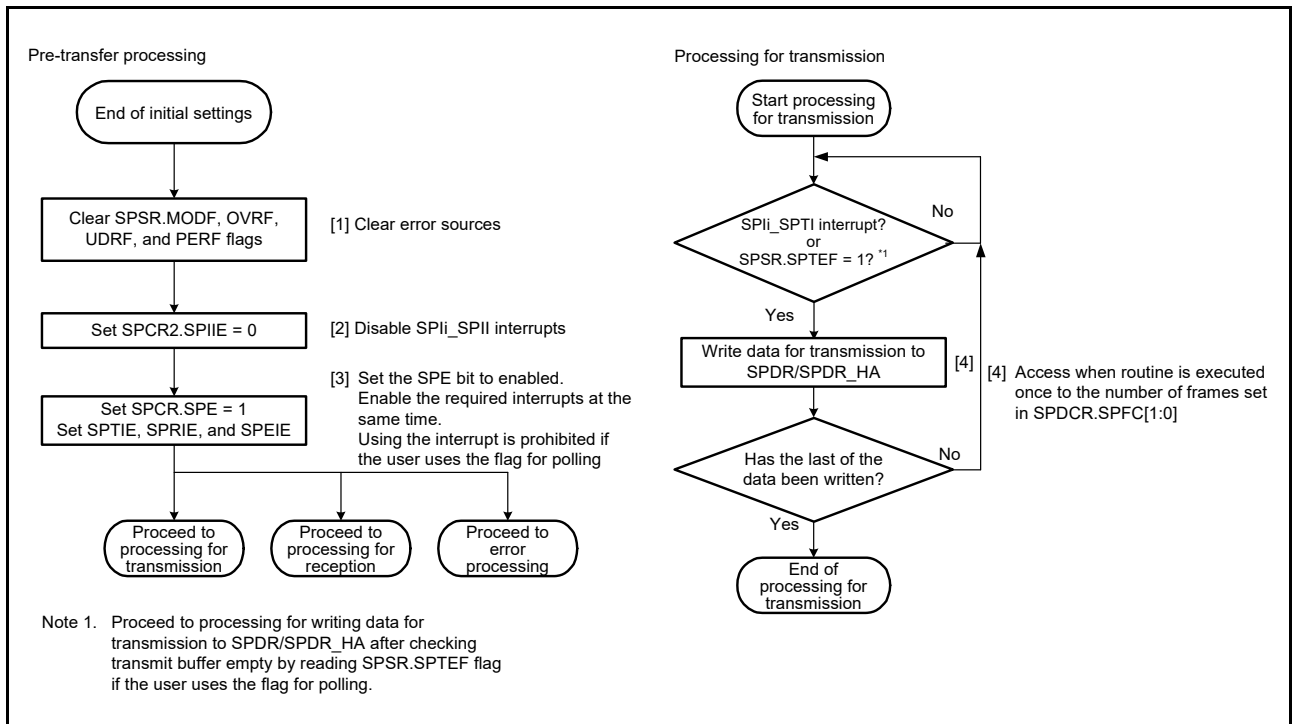 Pre-transfer processing
End of initial settings
Clear SPSR.MODF, OVRF,
UDRF, and PERF flags
[1] Clear error sources
Set SPCR2.SPIIE = 0
[2] Disable SPIi_SPII interrupts
Set SPCR.SPE = 1
Set SPTIE, SPRIE, and SPEIE
[3] Set the SPE bit to enabled.
Enable the required interrupts at the
same time.
Using the interrupt is prohibited if
the user uses the flag for polling
Proceed to
processing for
transmission
Proceed to
processing for
reception
Proceed to
error
processing
Note 1. Proceed to processing for writing data for
transmission to SPDR/SPDR_HA after checking
transmit buffer empty by reading SPSR.SPTEF flag
if the user uses the flag for polling.
Processing for transmission
Start processing
for transmission
SPIi_SPTI interrupt?
or
SPSR.SPTEF = 1? *1
No
Yes
Write data for transmission to
SPDR/SPDR_HA
[4]
[4] Access when routine is executed
once to the number of frames set
in SPDCR.SPFC[1:0]
Has the last of the
data been written?
No
Yes
End of
processing for
transmission